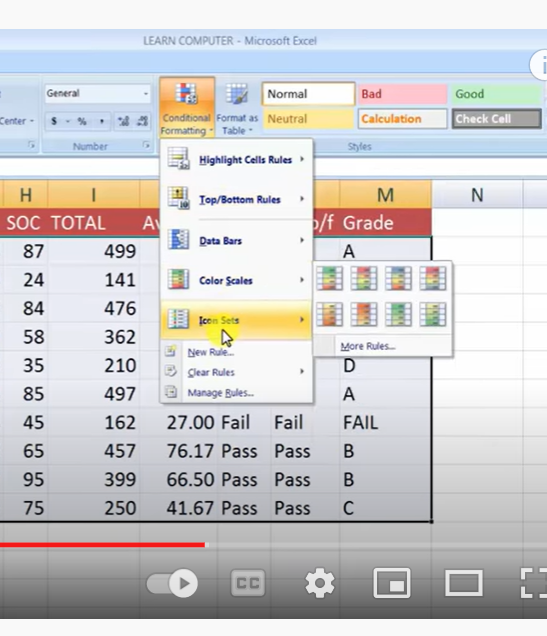 LEARN COMPUTER - Microsoft Excel
General
Center
$ - % ,
Number
Conditional Formatting
Format as Table
Normal
Bad
Good
Neutral
Calculation
Check Cell
Styles
Highlight Cells Rules
Top/Bottom Rules
Data Bars
Color Scales
Icon Sets
New Rule...
Clear Rules
Manage Rules...
More Rules...
H I M N
SOC TOTAL Av o/f Grade
87 499 A
24 141
84 476
58 362
35 210 D
85 497 A
45 162 27.00 Fail Fail FAIL
65 457 76.17 Pass Pass B
95 399 66.50 Pass Pass B
75 250 41.67 Pass Pass C
CC